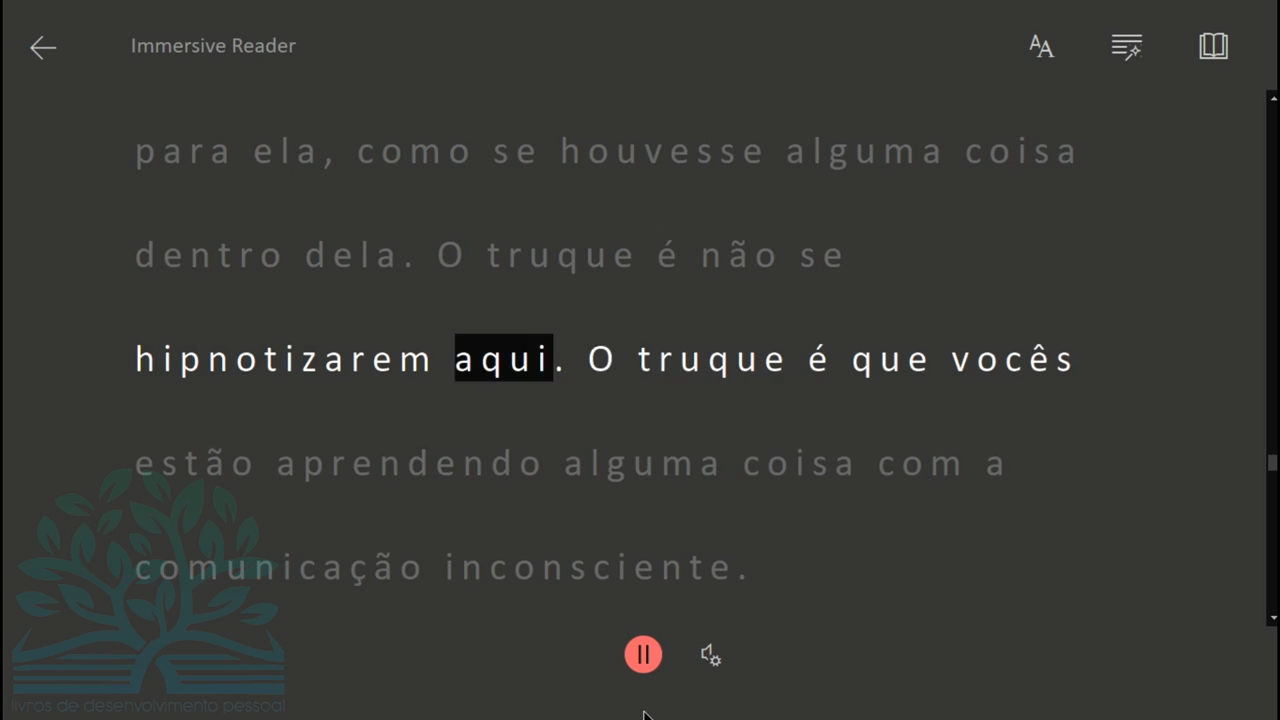 Immersive Reader
para ela, como se houvesse alguma coisa
dentro dela. O truque é não se
hipnotizarem aqui. O truque é que vocês
estão aprendendo alguma coisa com a
comunicação inconsciente.
livros de desenvolvimento pessoal